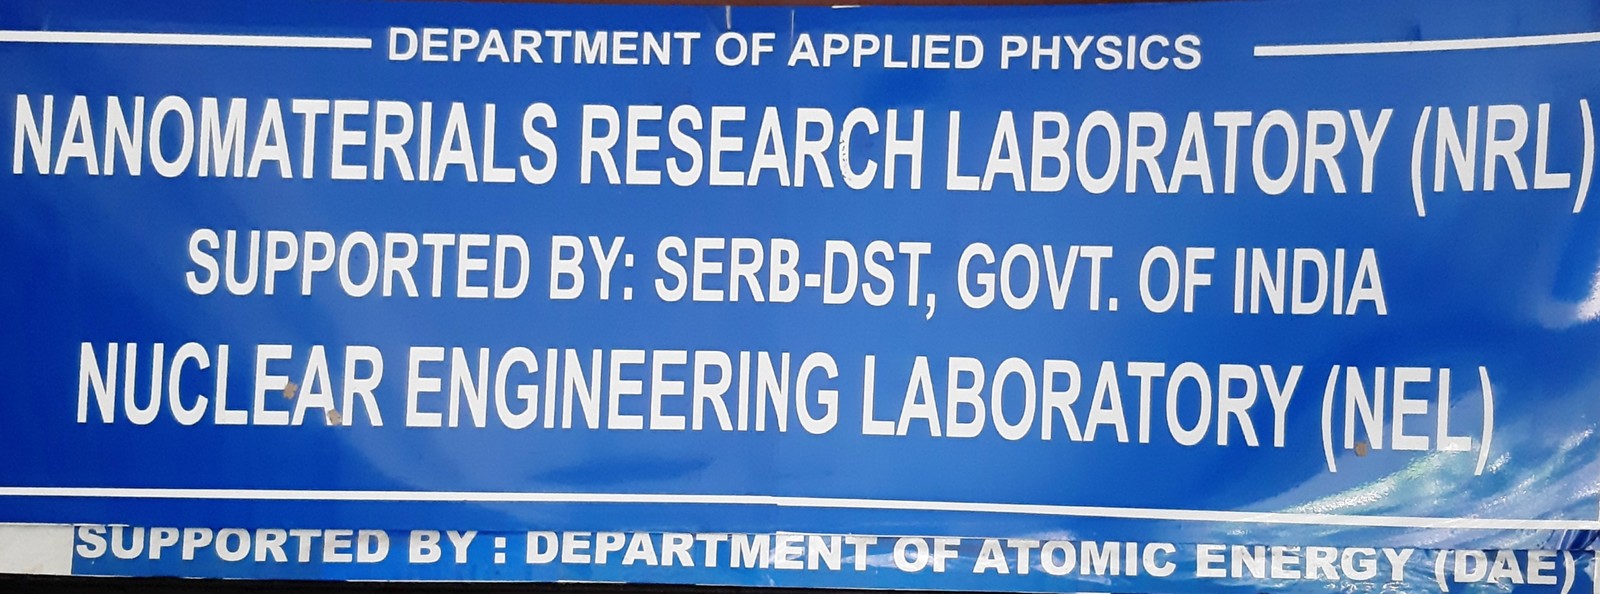 DEPARTMENT OF APPLIED PHYSICS
NANOMATERIALS RESEARCH LABORATORY (NRL)
SUPPORTED BY: SERB-DST, GOVT. OF INDIA
NUCLEAR ENGINEERING LABORATORY (NEL)
SUPPORTED BY : DEPARTMENT OF ATOMIC ENERGY (DAE)